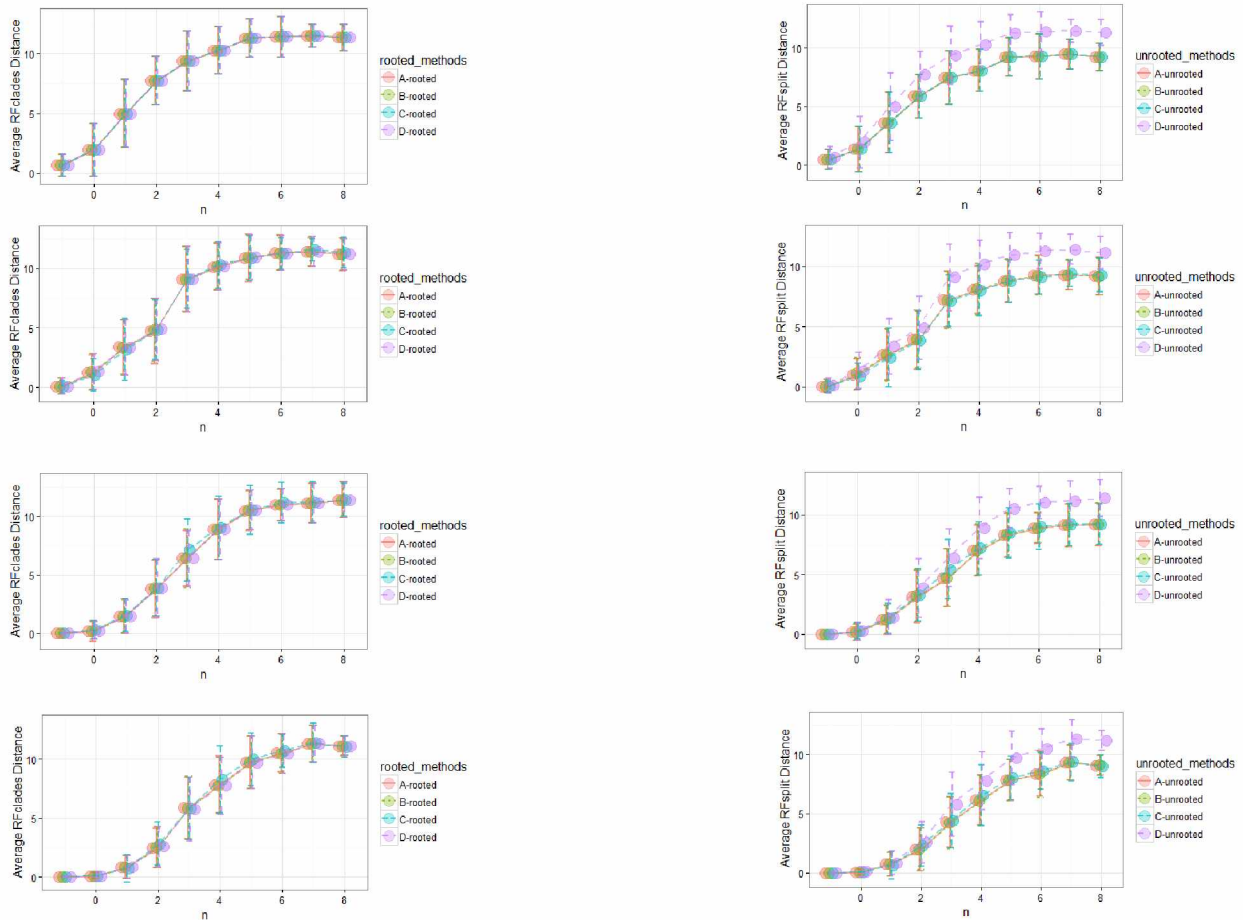 Average RFclades Distance
10
5
0
0
2
4
6
8
n
rooted_methods
A-rooted
B-rooted
C-rooted
D-rooted
Average RFsplit Distance
10
5
0
0
2
4
6
8
n
unrooted_methods
A-unrooted
B-unrooted
C-unrooted
D-unrooted
Average RFclades Distance
10
5
0
0
2
4
6
8
n
rooted_methods
A-rooted
B-rooted
C-rooted
D-rooted
Average RFsplit Distance
10
5
0
0
2
4
6
8
n
unrooted_methods
A-unrooted
B-unrooted
C-unrooted
D-unrooted
Average RFclades Distance
10
5
0
0
2
4
6
8
n
rooted_methods
A-rooted
B-rooted
C-rooted
D-rooted
Average RFsplit Distance
10
5
0
0
2
4
6
8
n
unrooted_methods
A-unrooted
B-unrooted
C-unrooted
D-unrooted
Average RFclades Distance
10
5
0
0
2
4
6
8
n
rooted_methods
A-rooted
B-rooted
C-rooted
D-rooted
Average RFsplit Distance
10
5
0
0
2
4
6
8
n
unrooted_methods
A-unrooted
B-unrooted
C-unrooted
D-unrooted